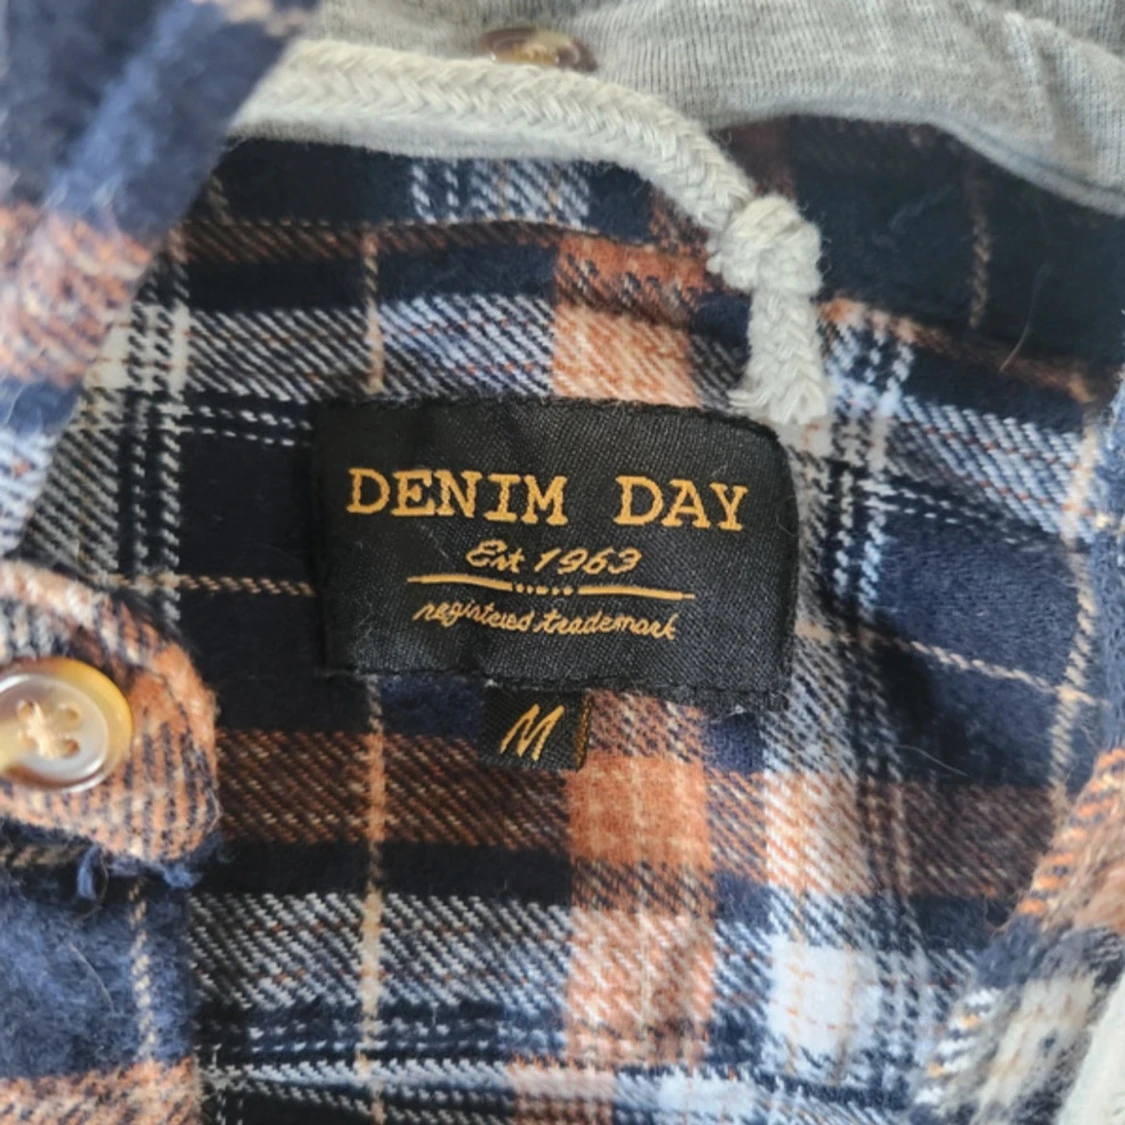 DENIM DAY
Est 1963
registered trademark
M